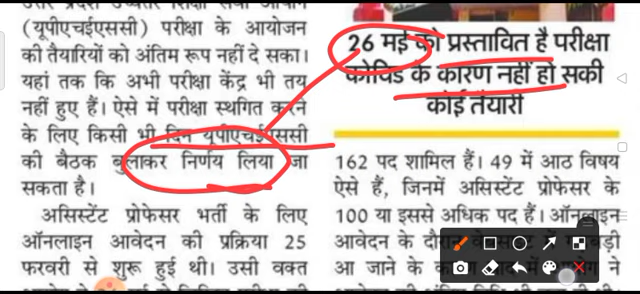 (यूपीएचईएससी) परीक्षा के आयोजन
की तैयारियों को अंतिम रूप नहीं दे सका।
यहां तक कि अभी परीक्षा केंद्र भी तय
नहीं हुए हैं। ऐसे में परीक्षा स्थगित करने
के लिए किसी भी दिन यूपीएचईएससी
की बैठक बुलाकर निर्णय लिया जा
सकता है।
असिस्टेंट प्रोफेसर भर्ती के लिए
ऑनलाइन आवेदन की प्रक्रिया 25
फरवरी से शुरू हुई थी। उसी वक्त
26 मई को प्रस्तावित है परीक्षा
कोविड के कारण नहीं हो सकी
कोई तैयारी
162 पद शामिल हैं। 49 में आठ विषय
ऐसे हैं, जिनमें असिस्टेंट प्रोफेसर के
100 या इससे अधिक पद हैं। ऑनलाइन
आवेदन के दौरान
आ जाने के